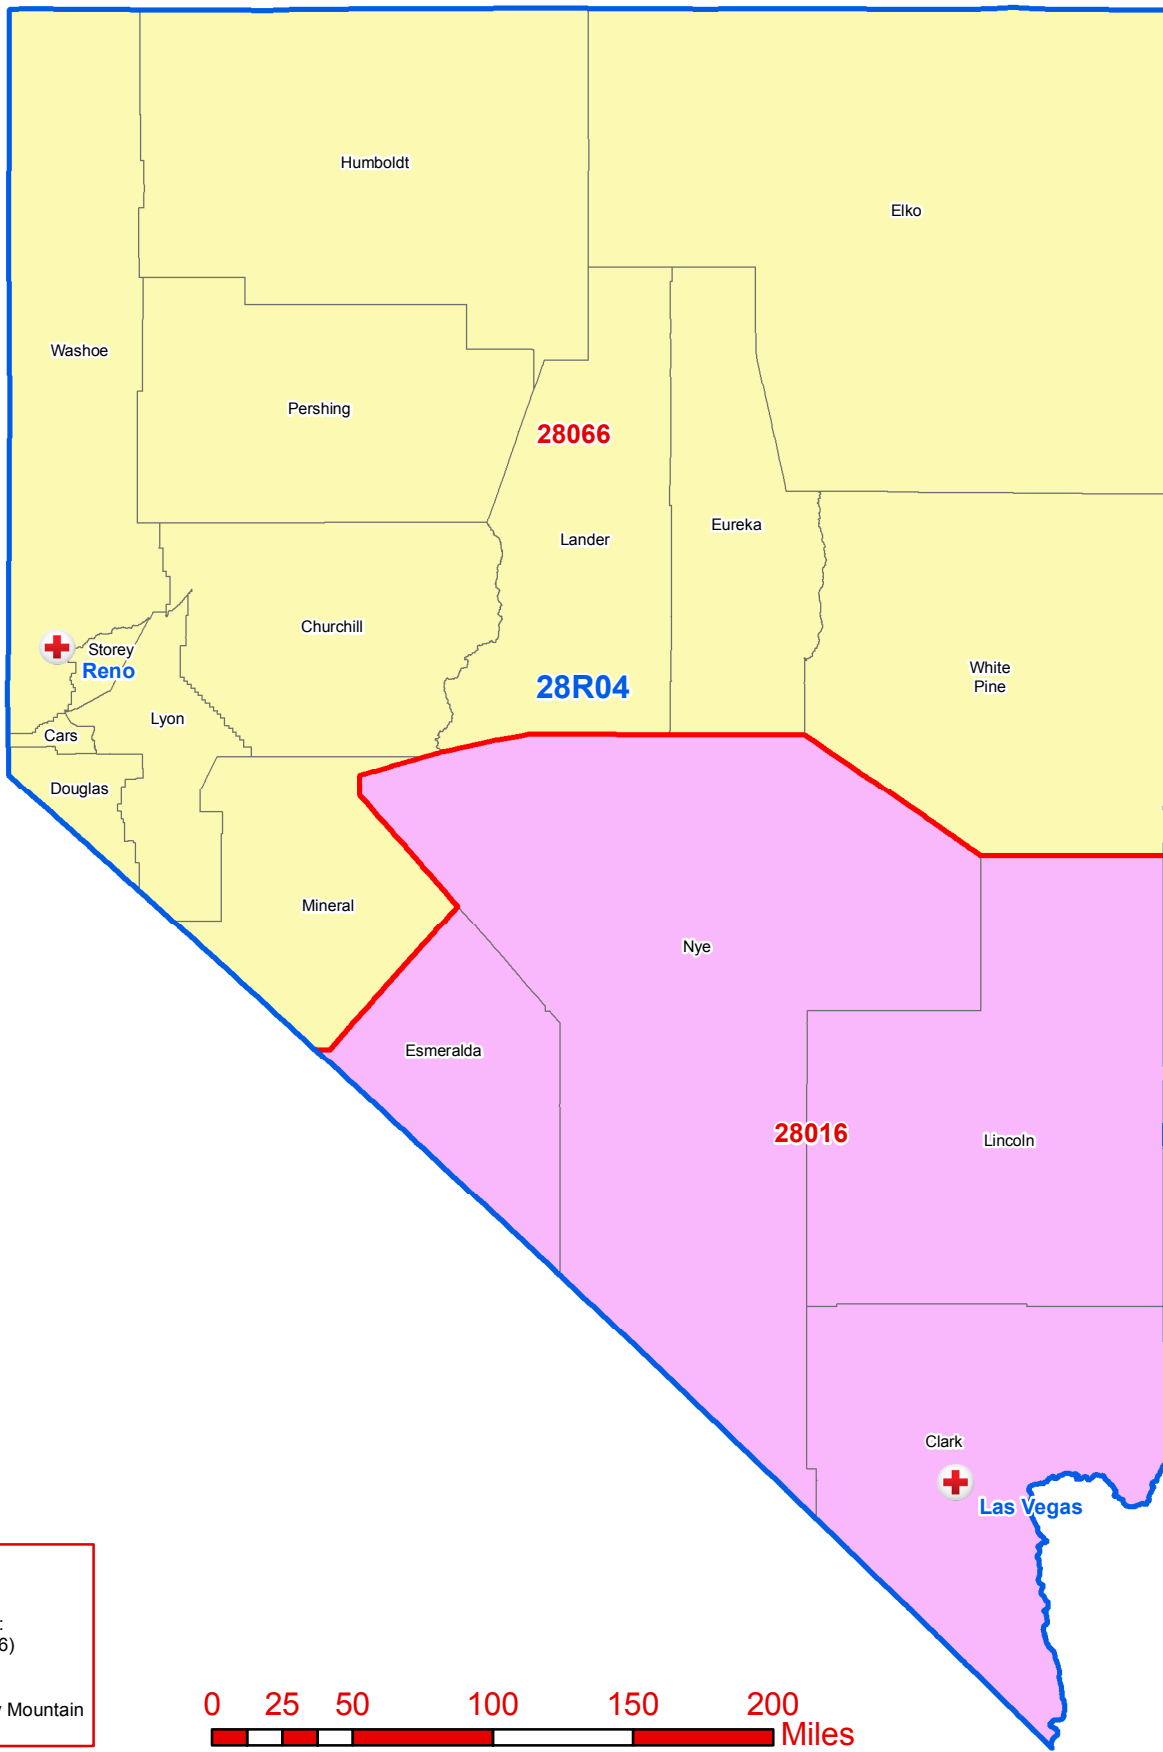 Humboldt
Elko
Washoe
Pershing
28066
Eureka
Lander
Churchill
Storey
Reno
White
Pine
28R04
Lyon
Cars
Douglas
Mineral
Nye
Esmeralda
28016
Lincoln
Clark
Las Vegas
:
6)
Mountain
0 25 50 100 150 200
Miles